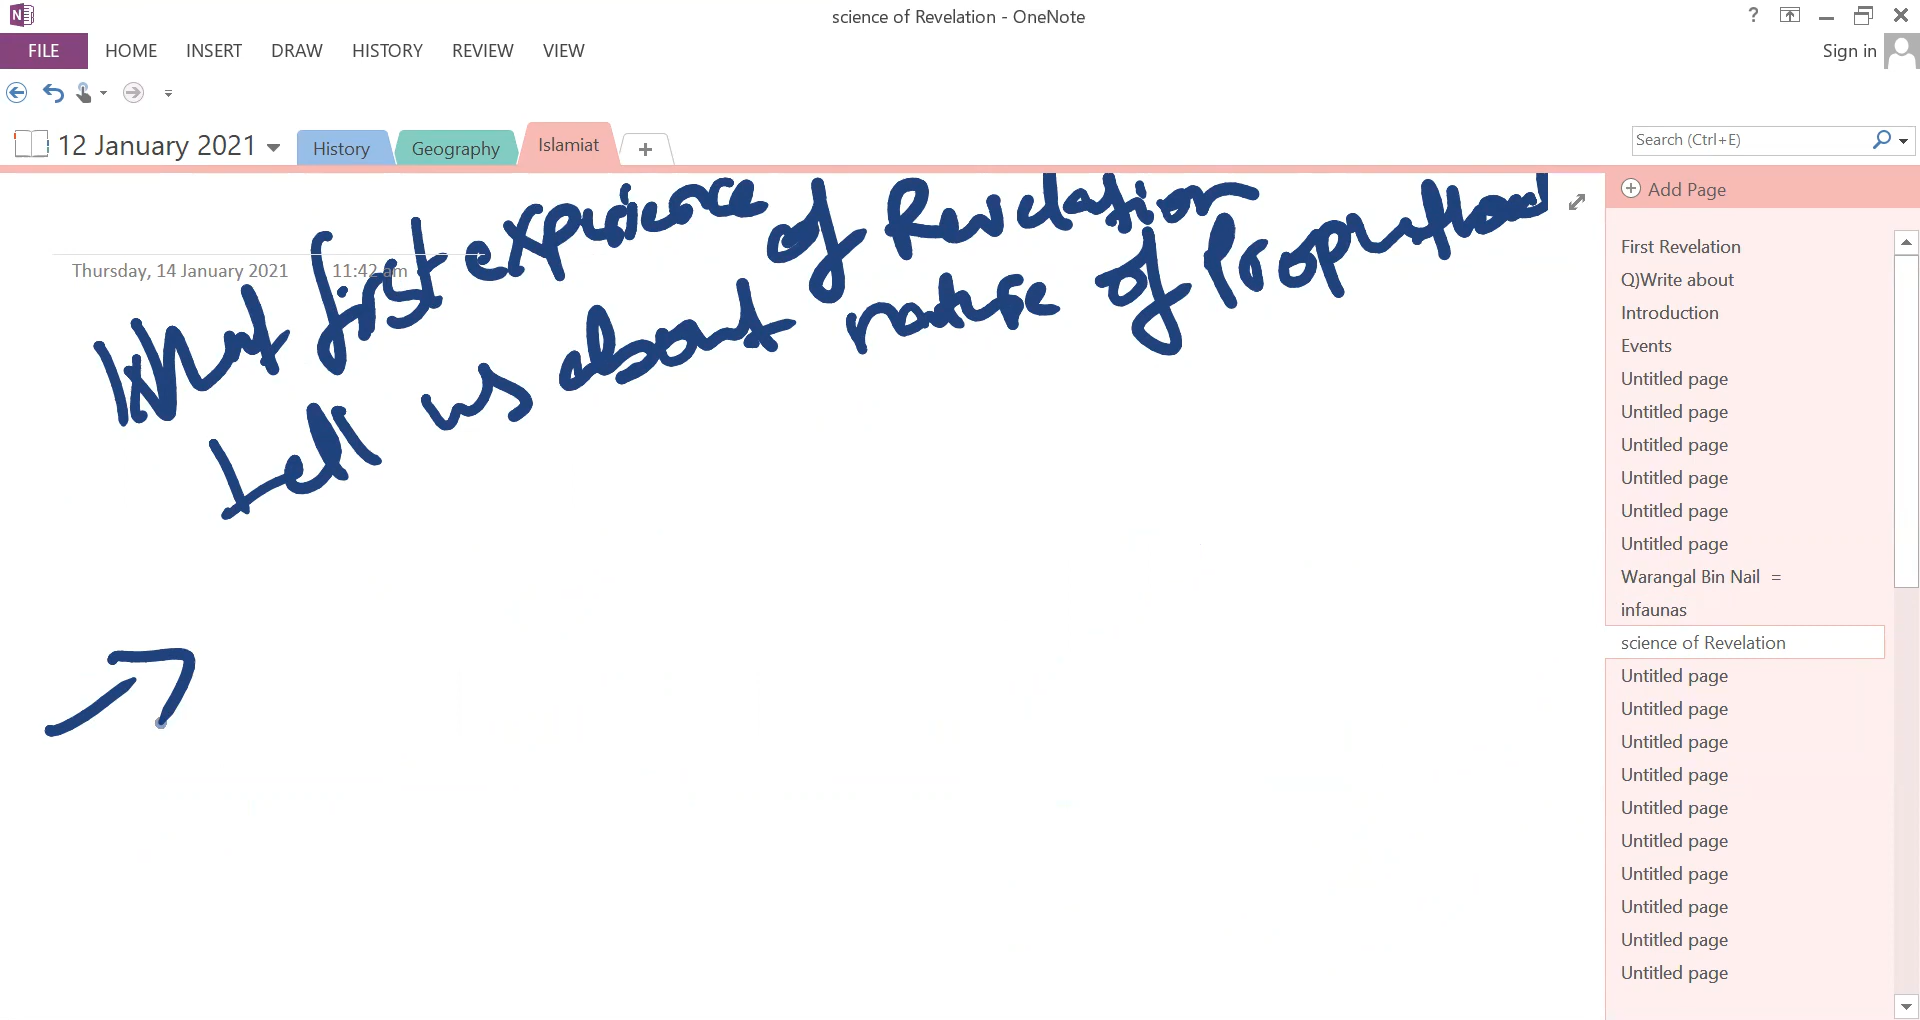 science of Revelation - OneNote
?
FILE HOME INSERT DRAW HISTORY REVIEW VIEW
Sign in
12 January 2021 History Geography Islamiat +
Search (Ctrl+E)
Add Page
What first experience of Revelation
tell us about nature of Prophethood
Thursday, 14 January 2021 11:42 am
First Revelation
Q)Write about
Introduction
Events
Untitled page
Untitled page
Untitled page
Untitled page
Untitled page
Untitled page
Warangal Bin Nail =
infaunas
science of Revelation
Untitled page
Untitled page
Untitled page
Untitled page
Untitled page
Untitled page
Untitled page
Untitled page
Untitled page
Untitled page